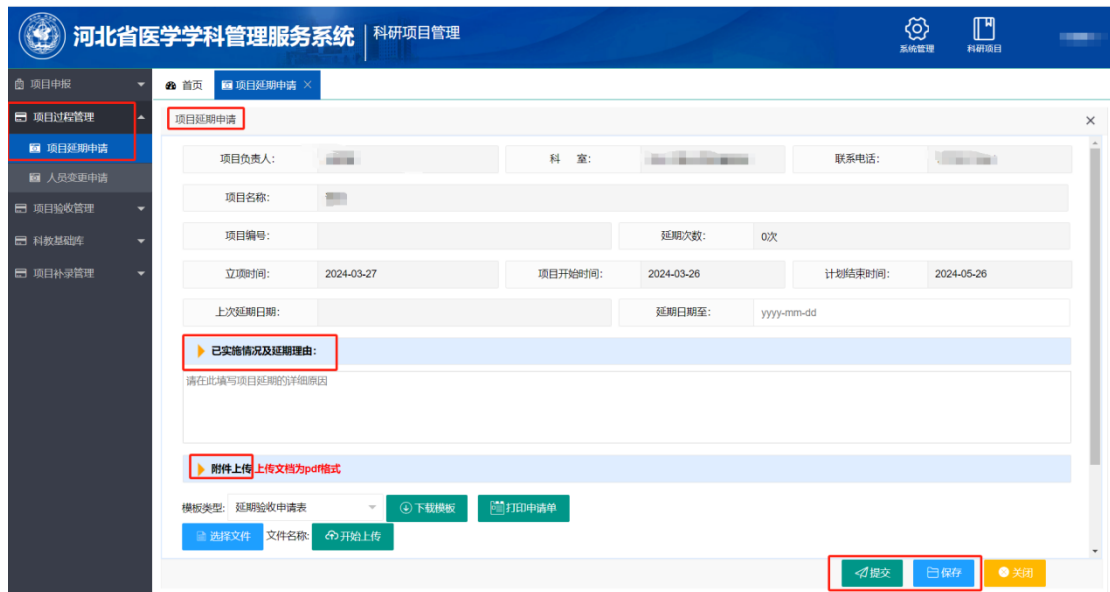 河北省医学学科管理服务系统 科研项目管理
系统管理 科研项目
项目申报
首页 项目延期申请
项目过程管理
项目延期申请
项目延期申请
人员变更申请
项目验收管理
科教基础库
项目补录管理
项目负责人: 科 室: 联系电话:
项目名称:
项目编号: 延期次数: 0次
立项时间: 2024-03-27 项目开始时间: 2024-03-26 计划结束时间: 2024-05-26
上次延期日期: 延期日期至: yyyy-mm-dd
已实施情况及延期理由:
请在此填写项目延期的详细原因
附件上传 上传文档为pdf格式
模板类型: 延期验收申请表 下载模板 打印申请单
选择文件 文件名称: 开始上传
提交 保存 关闭